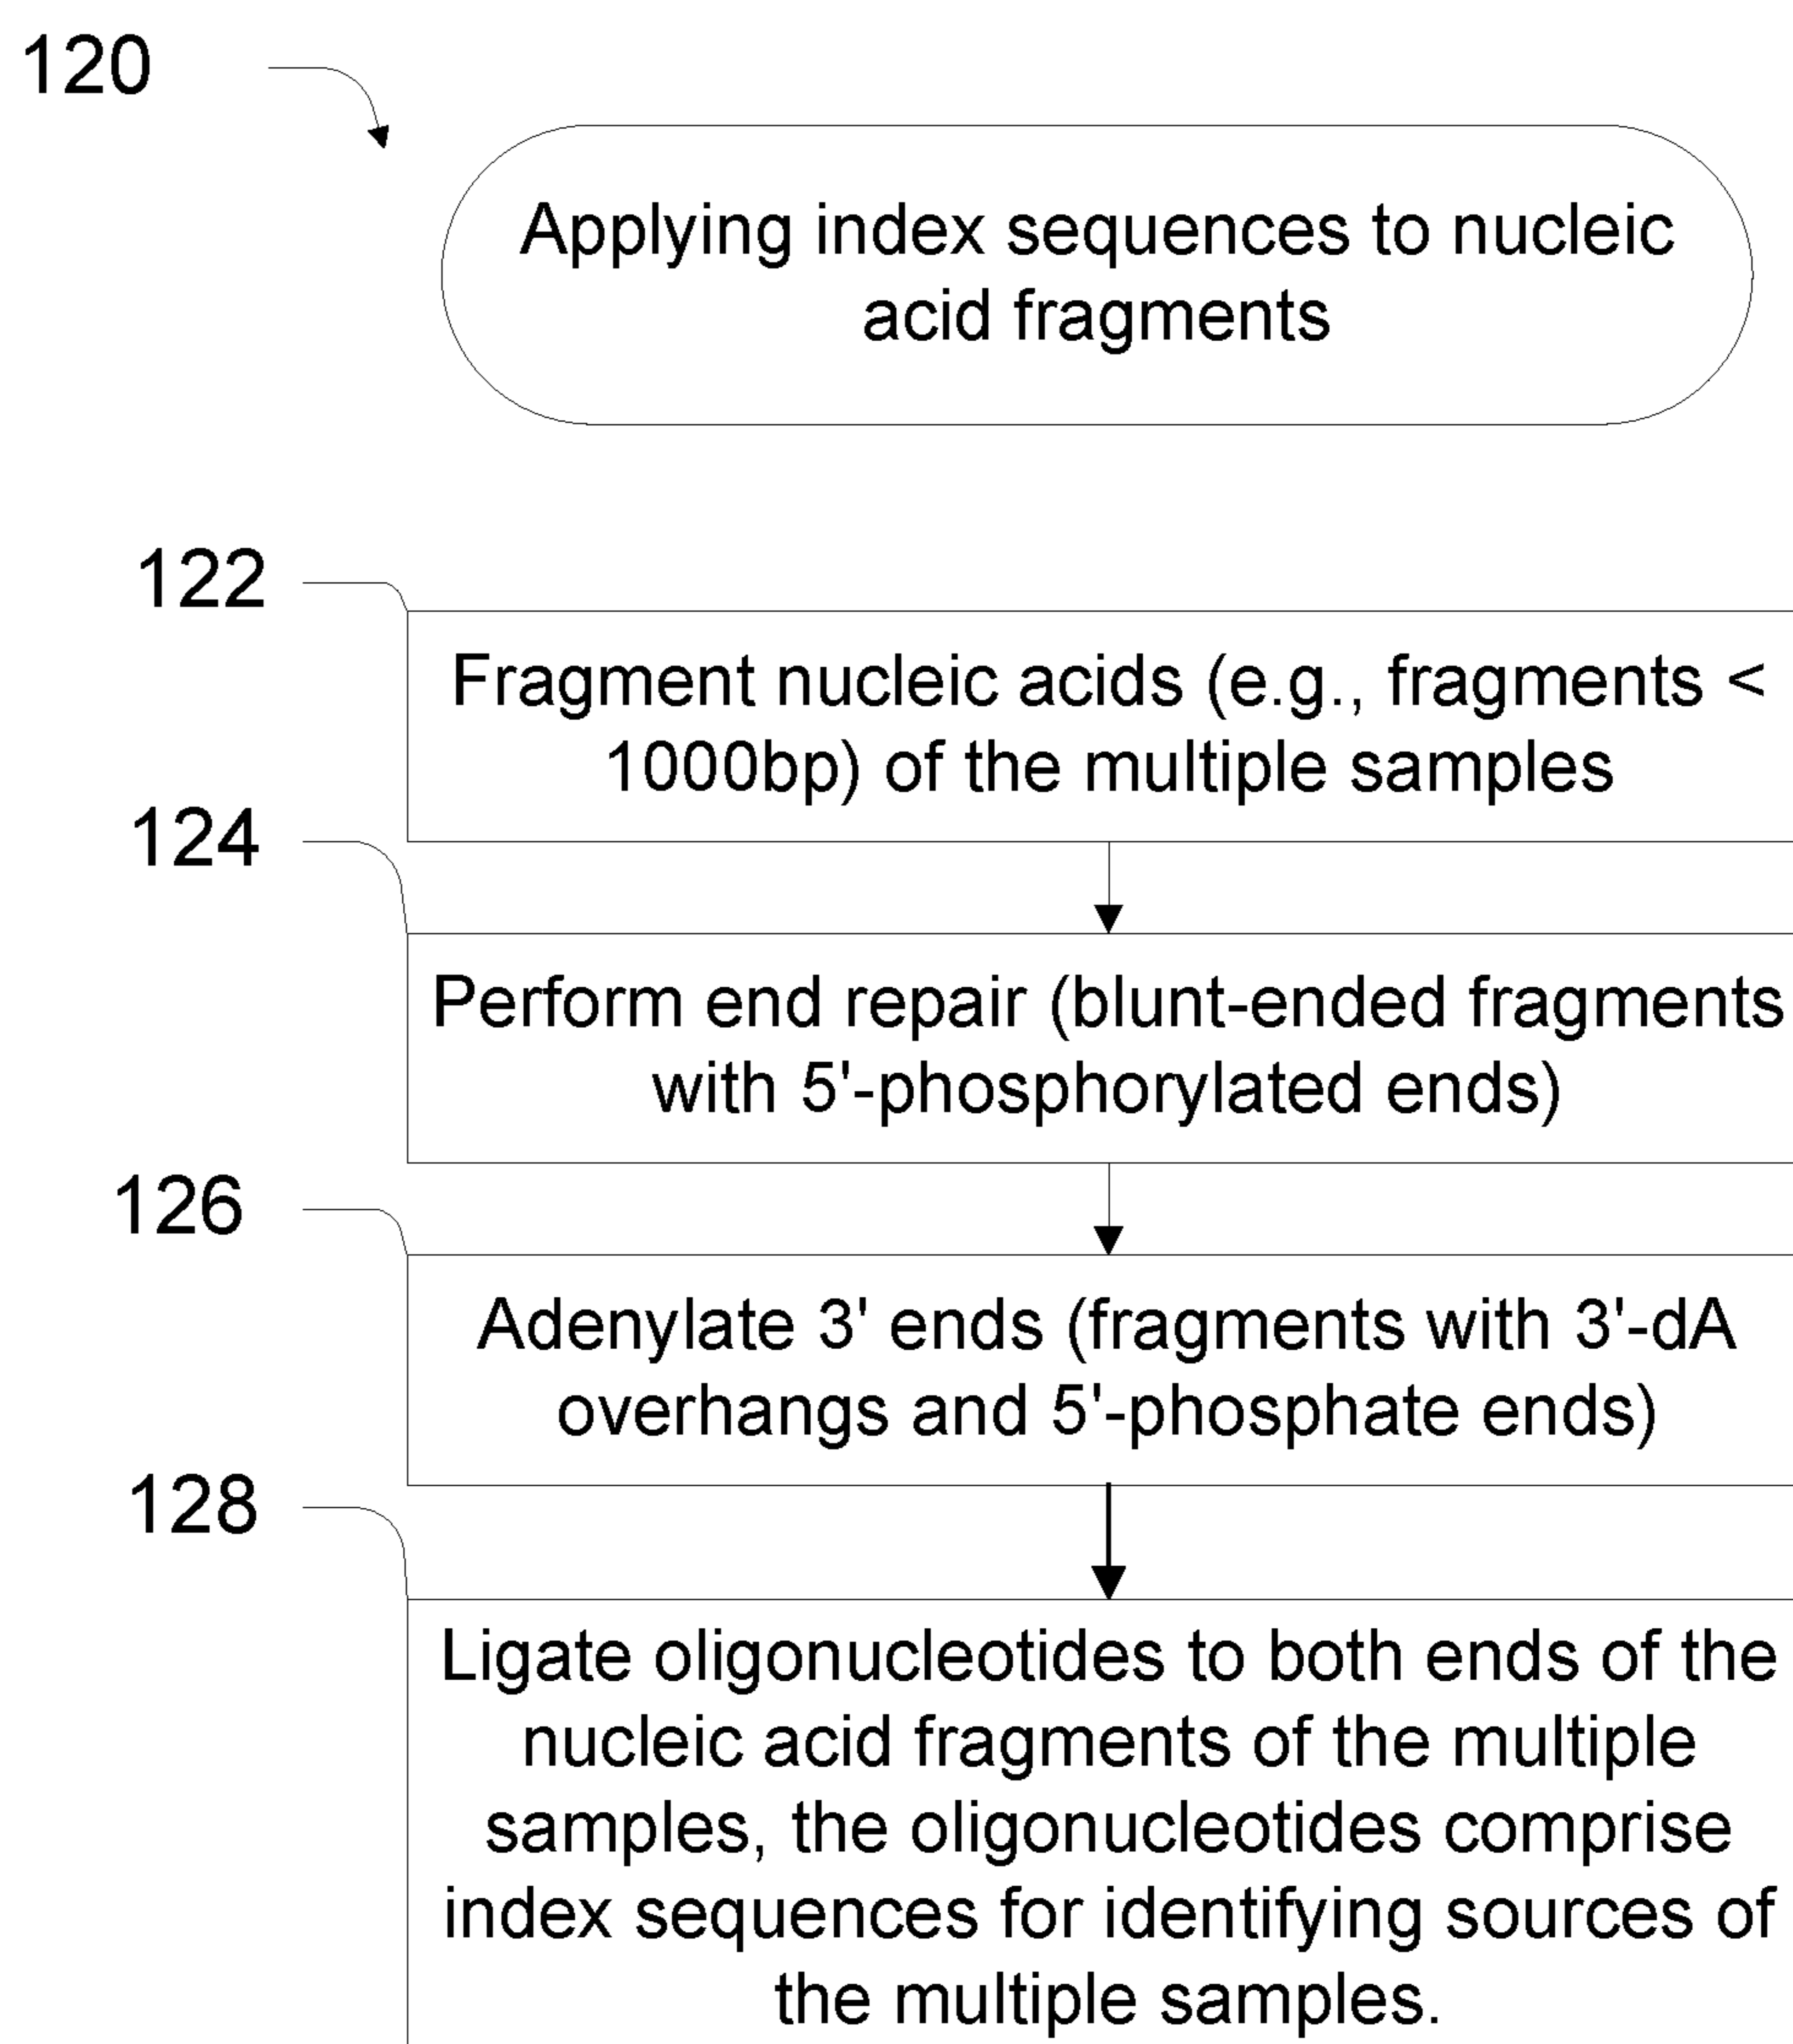 120
Applying index sequences to nucleic
acid fragments
122
Fragment nucleic acids (e.g., fragments <
1000bp) of the multiple samples
124
Perform end repair (blunt-ended fragments
with 5'-phosphorylated ends)
126
Adenylate 3' ends (fragments with 3'-dA
overhangs and 5'-phosphate ends)
128
Ligate oligonucleotides to both ends of the
nucleic acid fragments of the multiple
samples, the oligonucleotides comprise
index sequences for identifying sources of
the multiple samples.